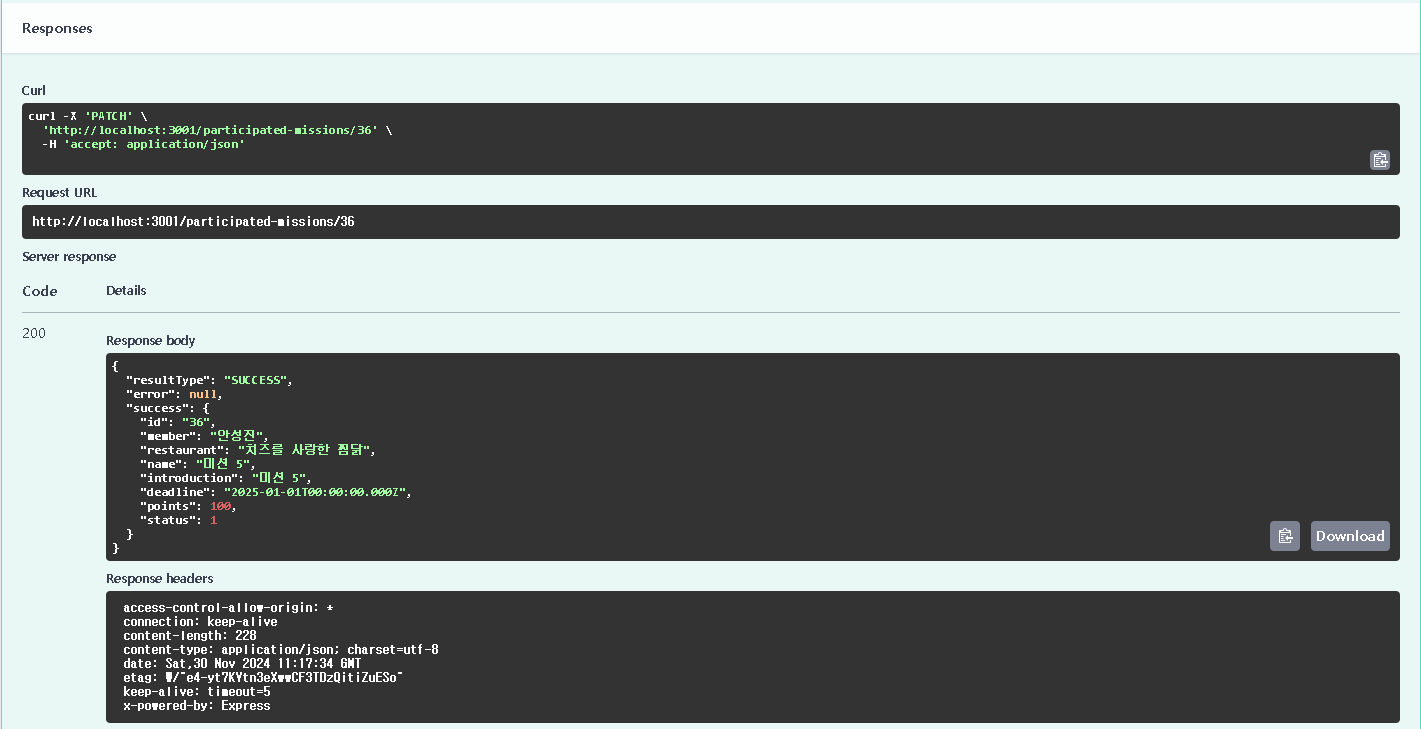 Responses
Curl
curl -X 'PATCH' \
  'http://localhost:3001/participated-missions/36' \
  -H 'accept: application/json'
Request URL
http://localhost:3001/participated-missions/36
Server response
Code Details
200
Response body
{
  "resultType": "SUCCESS",
  "error": null,
  "success": {
    "id": "36",
    "member": "안성진",
    "restaurant": "치즈를 사랑한 찜닭",
    "name": "미션 5",
    "introduction": "미션 5",
    "deadline": "2025-01-01T00:00:00.000Z",
    "points": 100,
    "status": 1
  }
}
Download
Response headers
access-control-allow-origin: *
connection: keep-alive
content-length: 228
content-type: application/json; charset=utf-8
date: Sat,30 Nov 2024 11:17:34 GMT
etag: W/"e4-yt7KYtn3eXwwCF3TDzQitiZuESo"
keep-alive: timeout=5
x-powered-by: Express